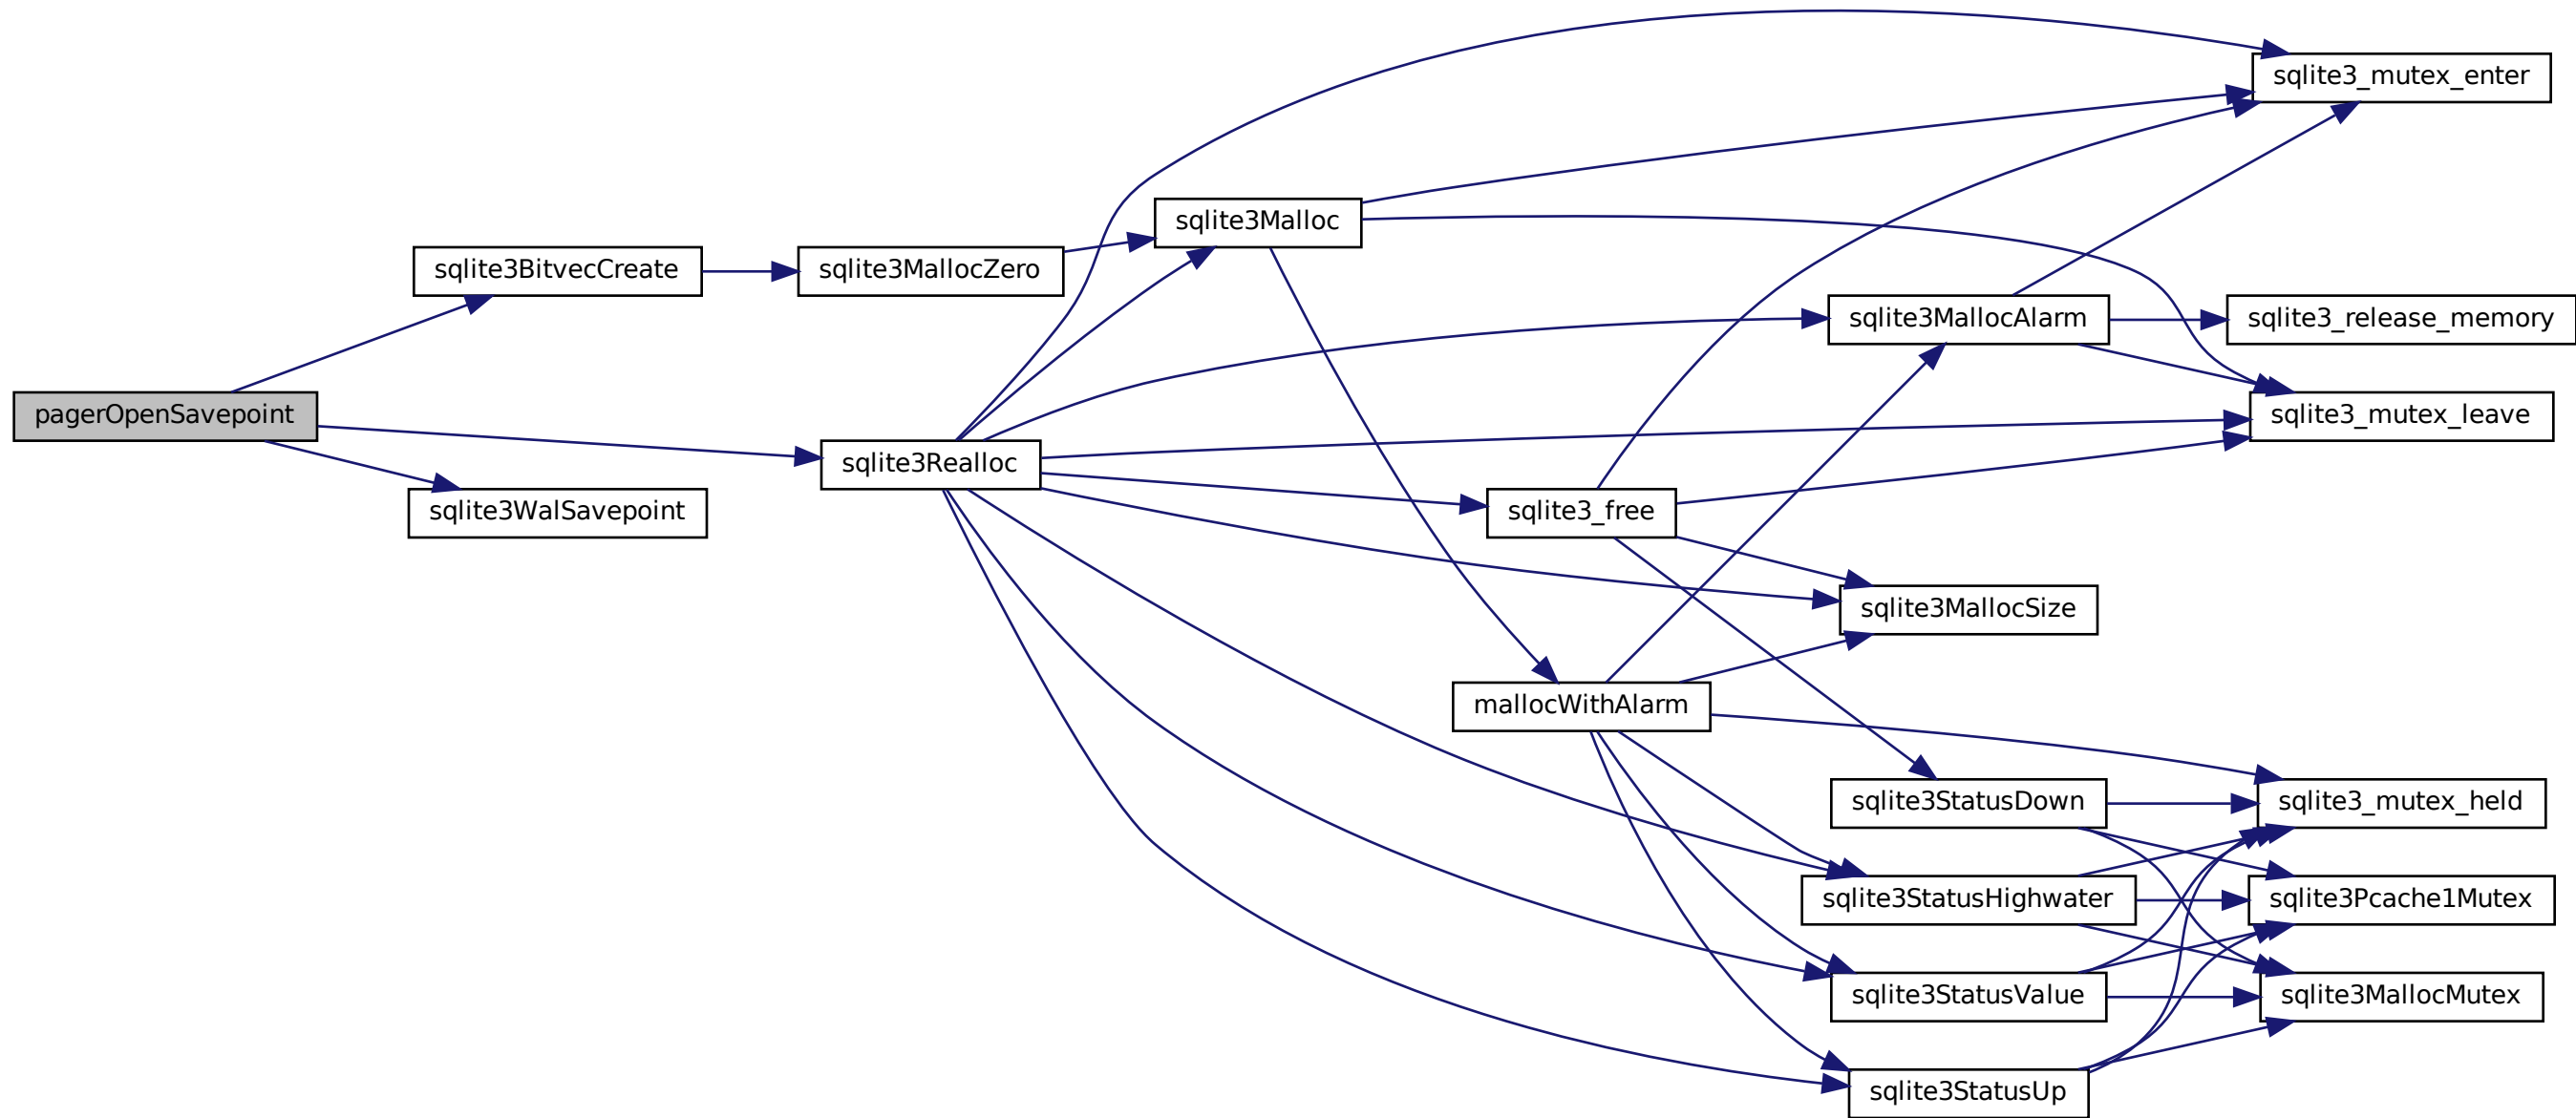 pagerOpenSavepoint
sqlite3BitvecCreate
sqlite3WalSavepoint
sqlite3MallocZero
sqlite3Realloc
sqlite3Malloc
sqlite3_free
mallocWithAlarm
sqlite3MallocAlarm
sqlite3MallocSize
sqlite3StatusDown
sqlite3StatusHighwater
sqlite3StatusValue
sqlite3StatusUp
sqlite3_mutex_enter
sqlite3_release_memory
sqlite3_mutex_leave
sqlite3_mutex_held
sqlite3Pcache1Mutex
sqlite3MallocMutex